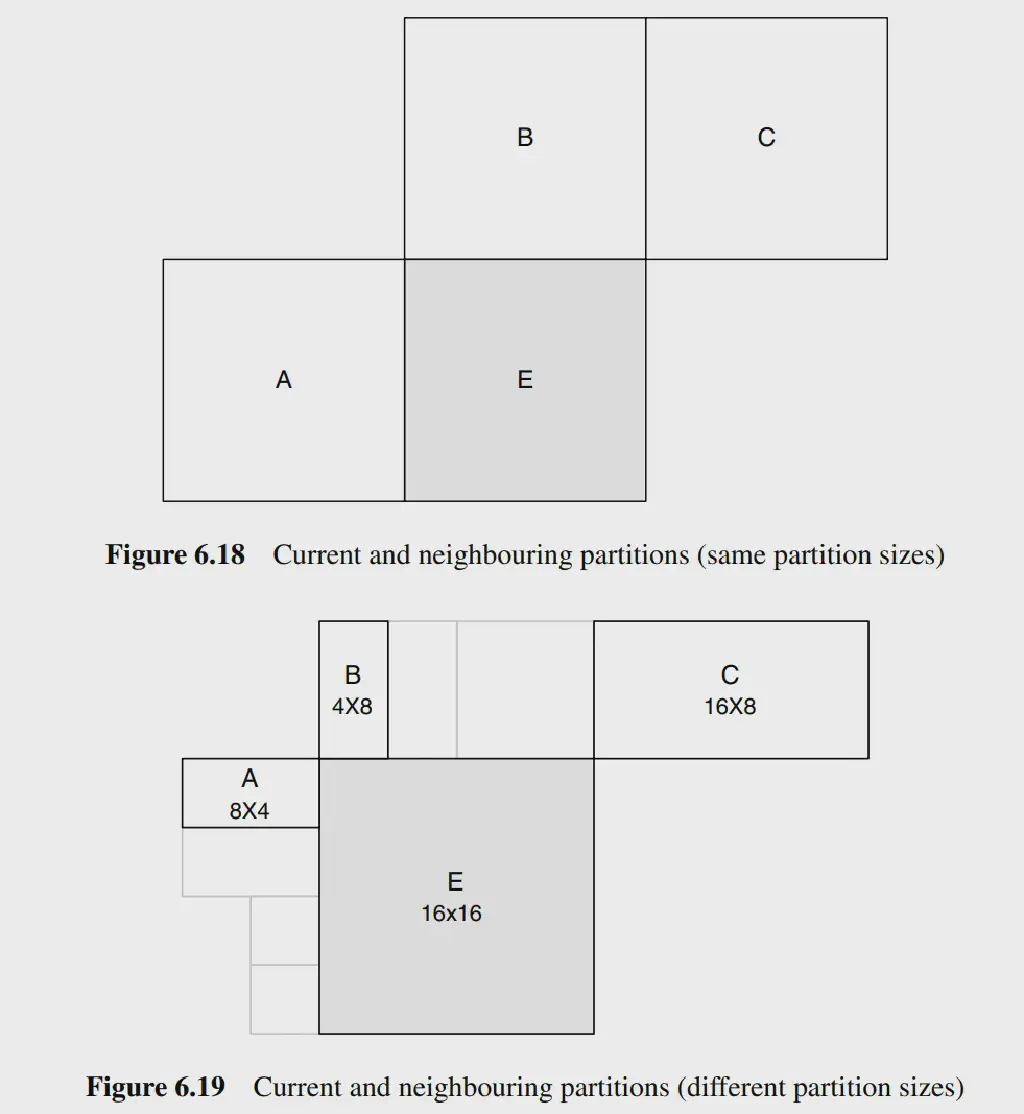 B
C
A
E
Figure 6.18 Current and neighbouring partitions (same partition sizes)
B
4X8
C
16X8
A
8X4
E
16x16
Figure 6.19 Current and neighbouring partitions (different partition sizes)